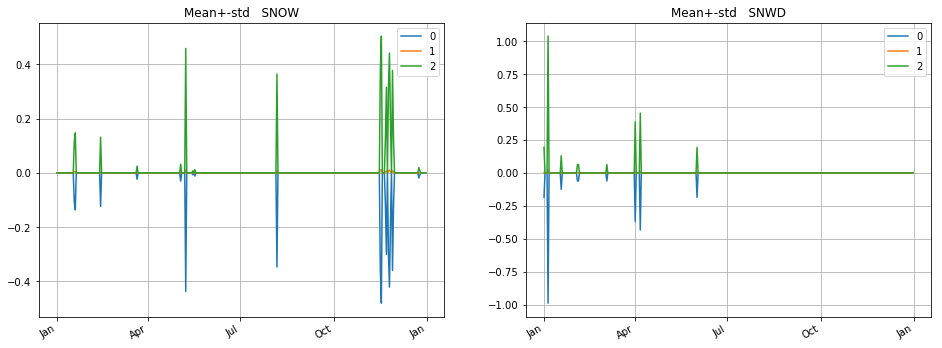 Mean+-std   SNOW
0
1
2
0.4
0.2
0.0
−0.2
−0.4
Jan
Apr
Jul
Oct
Jan
Mean+-std   SNWD
0
1
2
1.00
0.75
0.50
0.25
0.00
−0.25
−0.50
−0.75
−1.00
Jan
Apr
Jul
Oct
Jan